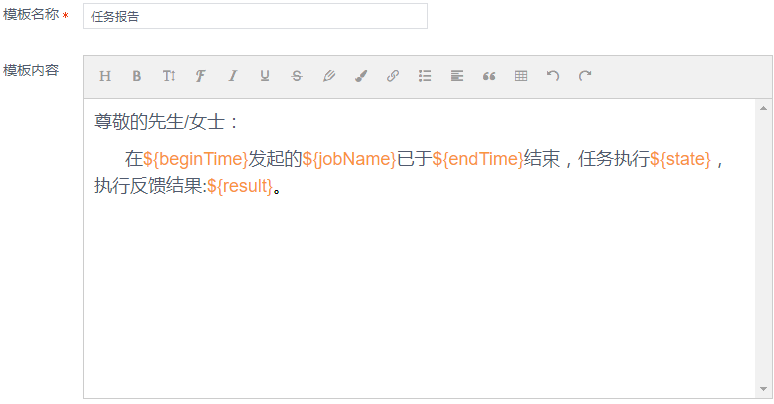 模板名称 *
任务报告
模板内容
H B T F I U S
尊敬的先生/女士：
在${beginTime}发起的${jobName}已于${endTime}结束，任务执行${state}，
执行反馈结果:${result}。